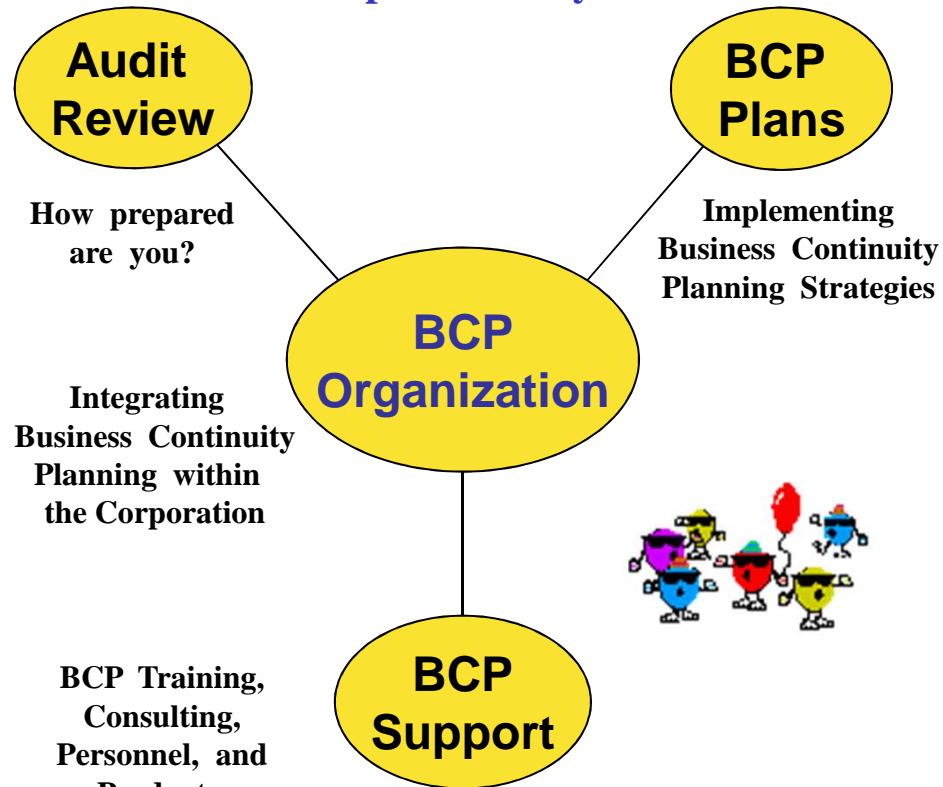 Audit
Review
BCP
Plans
How prepared
are you?
Implementing
Business Continuity
Planning Strategies
BCP
Organization
Integrating
Business Continuity
Planning within
the Corporation
BCP
Support
BCP Training,
Consulting,
Personnel, and